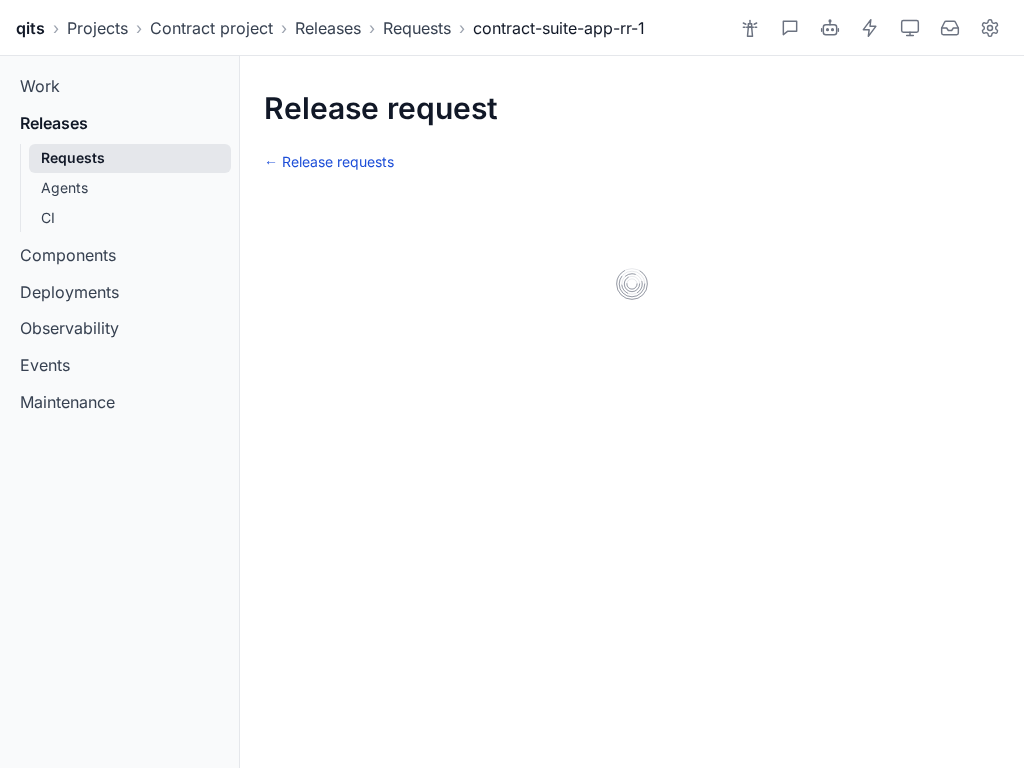 qits › Projects › Contract project › Releases › Requests › contract-suite-app-rr-1
Work
Releases
Requests
Agents
CI
Components
Deployments
Observability
Events
Maintenance
Release request
← Release requests